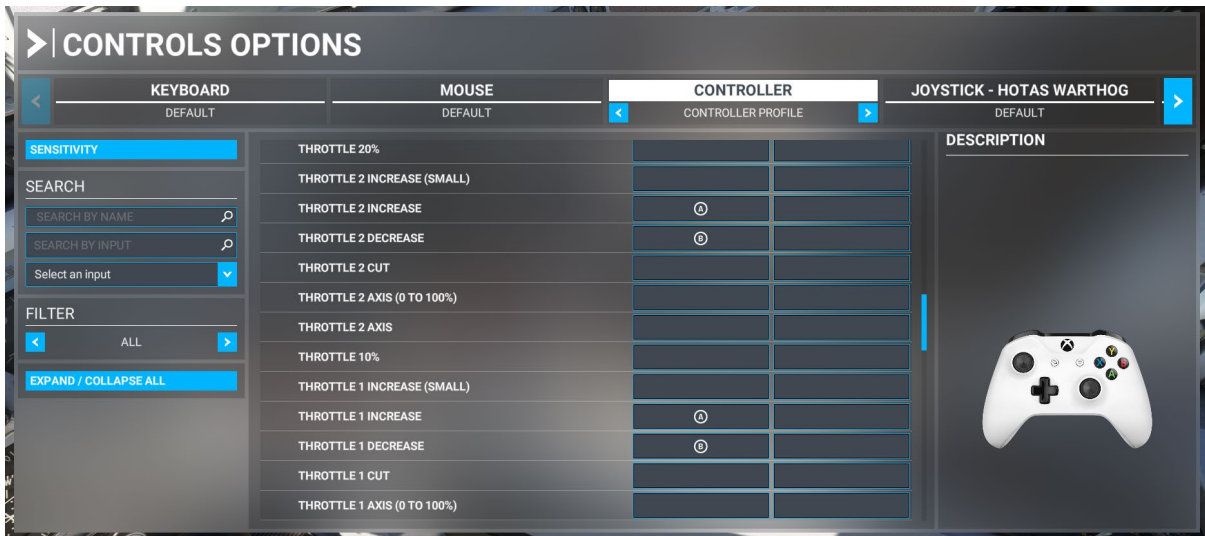 CONTROLS OPTIONS
KEYBOARD
DEFAULT
MOUSE
DEFAULT
CONTROLLER
CONTROLLER PROFILE
JOYSTICK - HOTAS WARTHOG
DEFAULT
SENSITIVITY
SEARCH
SEARCH BY NAME
SEARCH BY INPUT
Select an input
FILTER
ALL
EXPAND / COLLAPSE ALL
THROTTLE 20%
THROTTLE 2 INCREASE (SMALL)
THROTTLE 2 INCREASE A
THROTTLE 2 DECREASE B
THROTTLE 2 CUT
THROTTLE 2 AXIS (0 TO 100%)
THROTTLE 2 AXIS
THROTTLE 10%
THROTTLE 1 INCREASE (SMALL)
THROTTLE 1 INCREASE A
THROTTLE 1 DECREASE B
THROTTLE 1 CUT
THROTTLE 1 AXIS (0 TO 100%)
DESCRIPTION
Y
X B
A